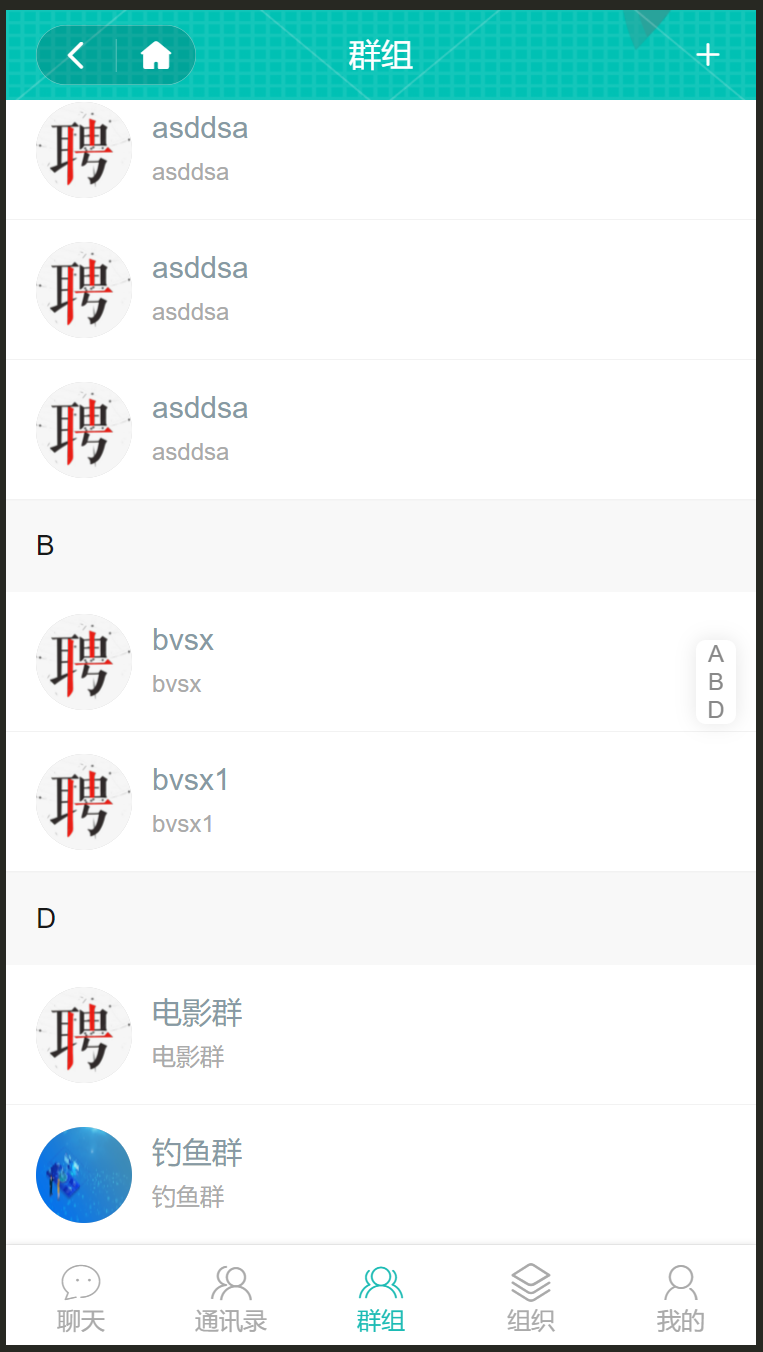 群组
聘
asddsa
asddsa
聘
asddsa
asddsa
聘
asddsa
asddsa
B
聘
bvsx
bvsx
聘
bvsx1
bvsx1
A
B
D
D
聘
电影群
电影群
钓鱼群
钓鱼群
聊天
通讯录
群组
组织
我的